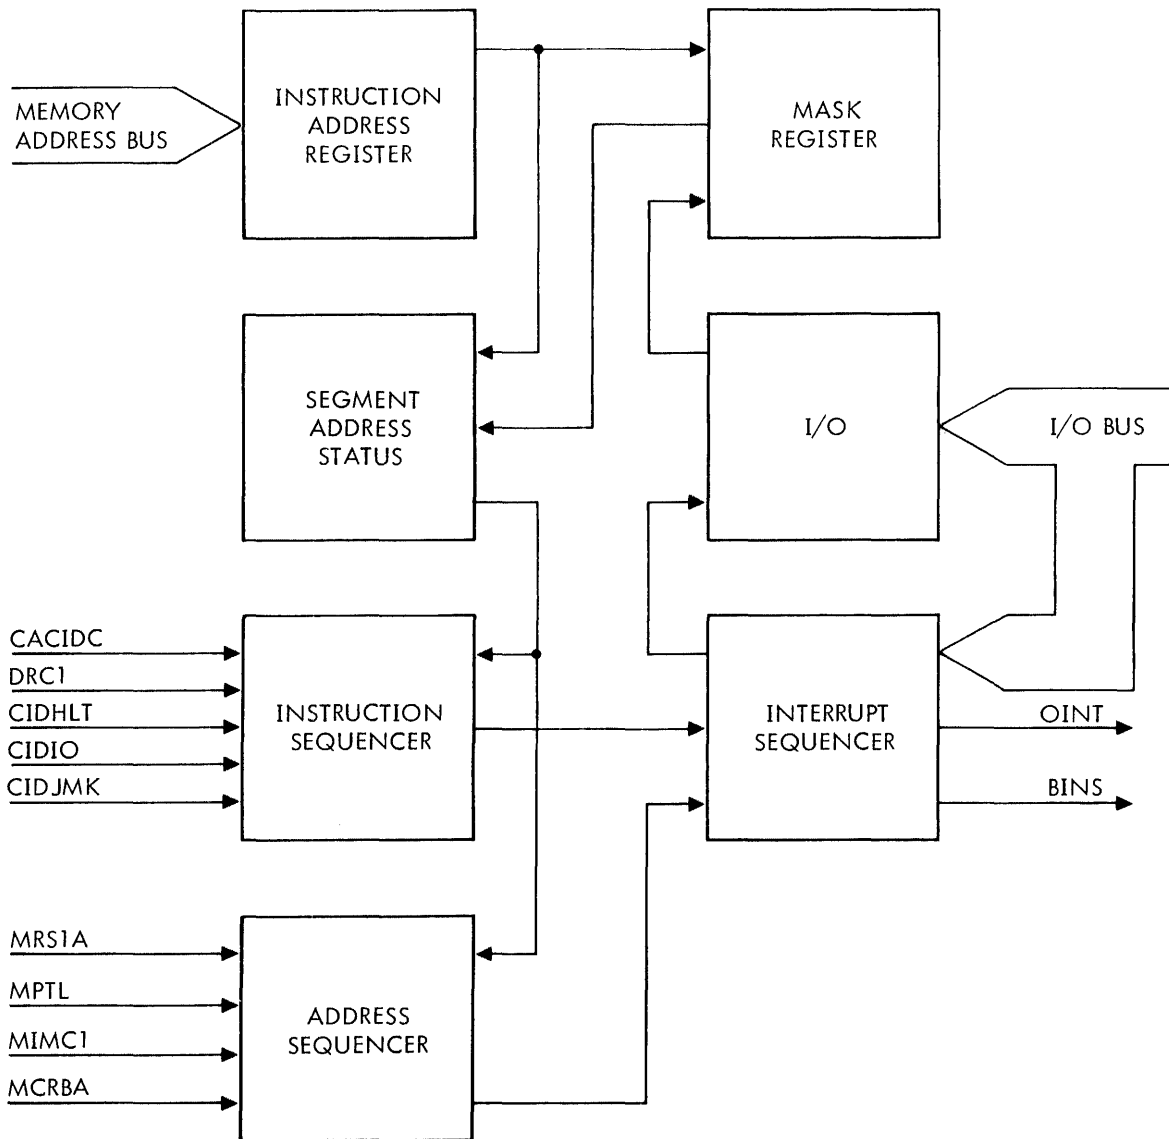 MEMORY
ADDRESS BUS
INSTRUCTION
ADDRESS
REGISTER
MASK
REGISTER
SEGMENT
ADDRESS
STATUS
I/O
I/O BUS
CACIDC
DRC1
CIDHLT
CIDIO
CIDJMK
INSTRUCTION
SEQUENCER
INTERRUPT
SEQUENCER
OINT
BINS
MRS1A
MPTL
MIMC1
MCRBA
ADDRESS
SEQUENCER